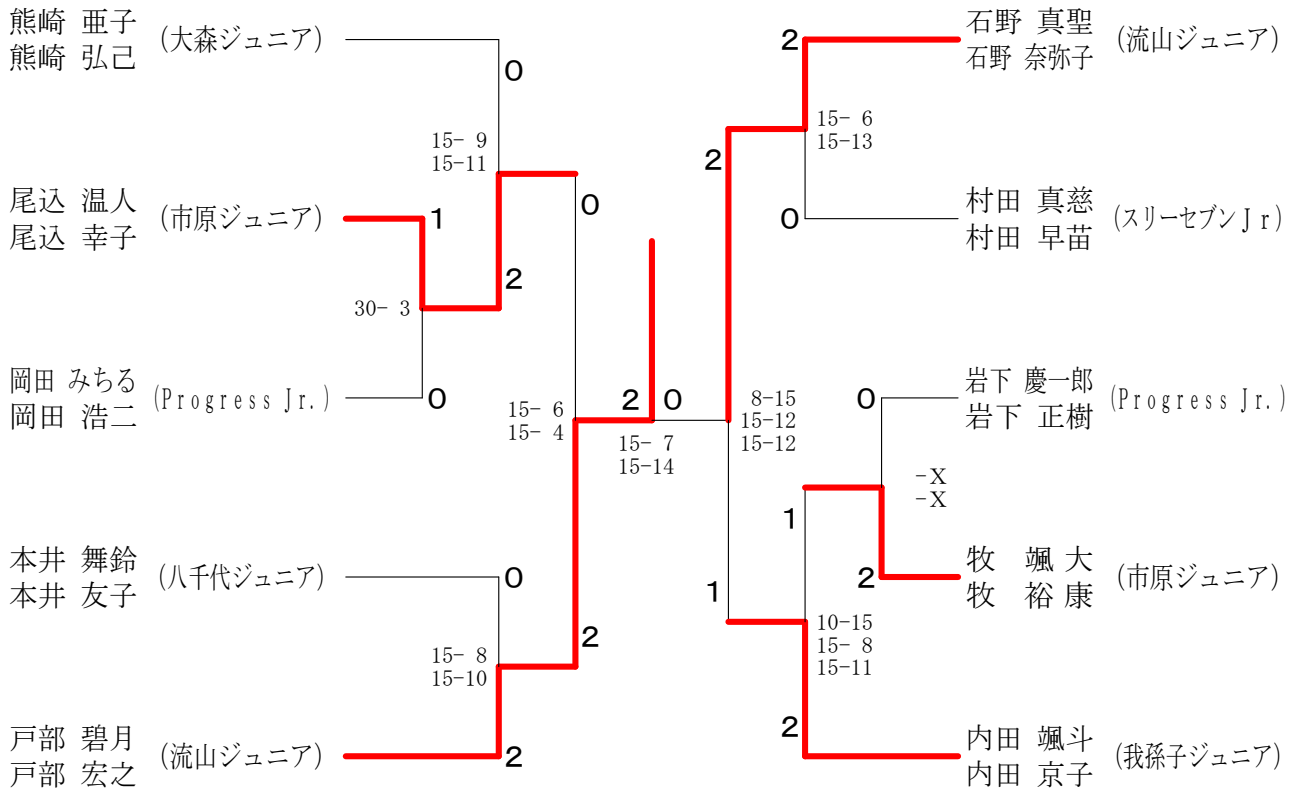 熊崎 亜子
熊崎 弘己
(大森ジュニア)
0
15- 9
15-11
尾込 温人
尾込 幸子
(市原ジュニア)
1
2
30- 3
岡田 みちる
岡田 浩二
(Progress Jr.)
0
0
15- 6
15- 4
本井 舞鈴
本井 友子
(八千代ジュニア)
0
15- 8
15-10
2
戸部 碧月
戸部 宏之
(流山ジュニア)
2
2
0
15- 7
15-14
石野 真聖
石野 奈弥子
(流山ジュニア)
2
15- 6
15-13
2
村田 真慈
村田 早苗
(スリーセブンJr)
0
8-15
15-12
15-12
岩下 慶一郎
岩下 正樹
(Progress Jr.)
0
-X
-X
1
牧 颯大
牧 裕康
(市原ジュニア)
2
1
10-15
15- 8
15-11
内田 颯斗
内田 京子
(我孫子ジュニア)
2